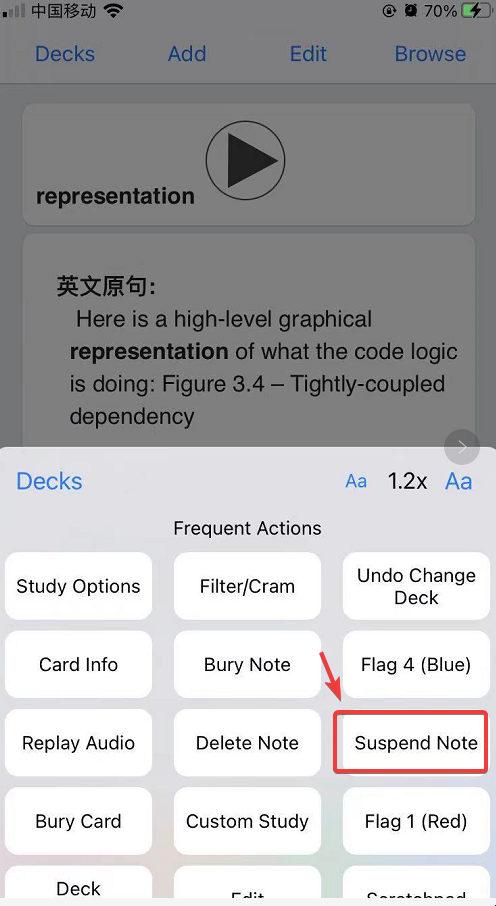 中国移动 70%
Decks Add Edit Browse
representation
英文原句:
Here is a high-level graphical
representation of what the code logic
is doing: Figure 3.4 – Tightly-coupled
dependency
Decks Aa 1.2x Aa
Frequent Actions
Study Options Filter/Cram Undo Change
Deck
Card Info Bury Note Flag 4 (Blue)
Replay Audio Delete Note Suspend Note
Bury Card Custom Study Flag 1 (Red)
Deck Edit Scratchpad